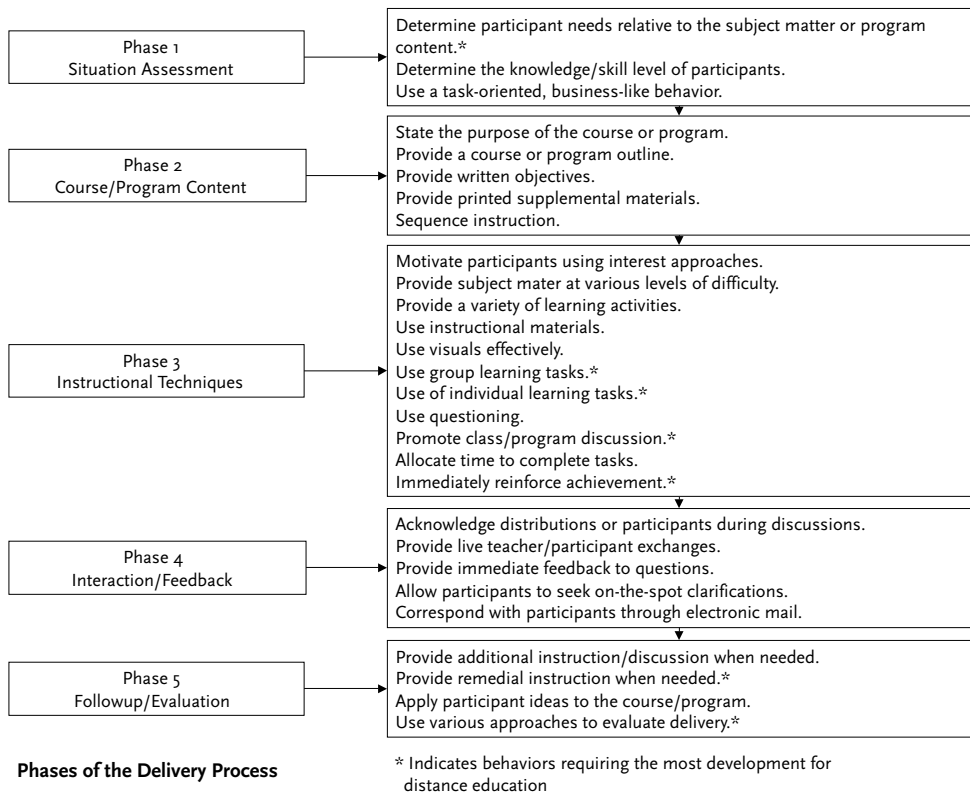 Phase 1
Situation Assessment
Determine participant needs relative to the subject matter or program
content.*
Determine the knowledge/skill level of participants.
Use a task-oriented, business-like behavior.
Phase 2
Course/Program Content
State the purpose of the course or program.
Provide a course or program outline.
Provide written objectives.
Provide printed supplemental materials.
Sequence instruction.
Phase 3
Instructional Techniques
Motivate participants using interest approaches.
Provide subject mater at various levels of difficulty.
Provide a variety of learning activities.
Use instructional materials.
Use visuals effectively.
Use group learning tasks.*
Use of individual learning tasks.*
Use questioning.
Promote class/program discussion.*
Allocate time to complete tasks.
Immediately reinforce achievement.*
Phase 4
Interaction/Feedback
Acknowledge distributions or participants during discussions.
Provide live teacher/participant exchanges.
Provide immediate feedback to questions.
Allow participants to seek on-the-spot clarifications.
Correspond with participants through electronic mail.
Phase 5
Followup/Evaluation
Provide additional instruction/discussion when needed.
Provide remedial instruction when needed.*
Apply participant ideas to the course/program.
Use various approaches to evaluate delivery.*
Phases of the Delivery Process
* Indicates behaviors requiring the most development for
distance education